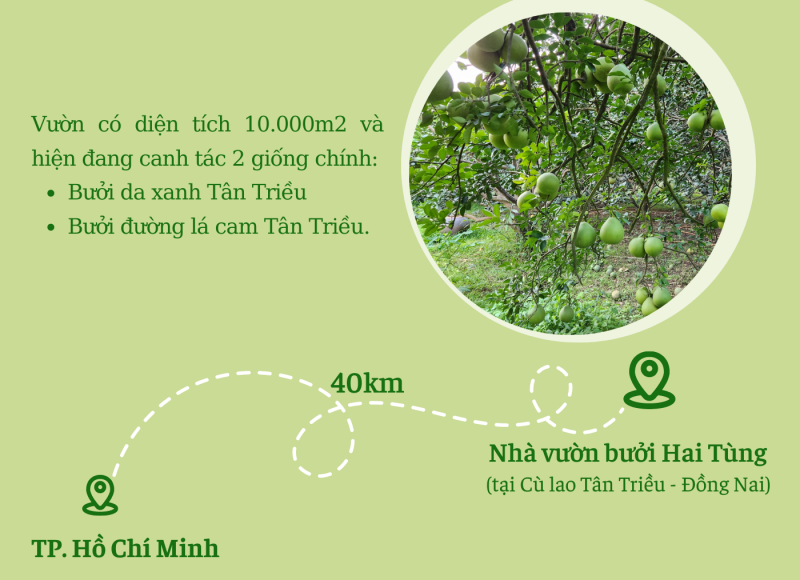 Vườn có diện tích 10.000m2 và
hiện đang canh tác 2 giống chính:
• Bưởi da xanh Tân Triều
• Bưởi đường lá cam Tân Triều.
40km
Nhà vườn bưởi Hai Tùng
(tại Cù lao Tân Triều - Đồng Nai)
TP. Hồ Chí Minh